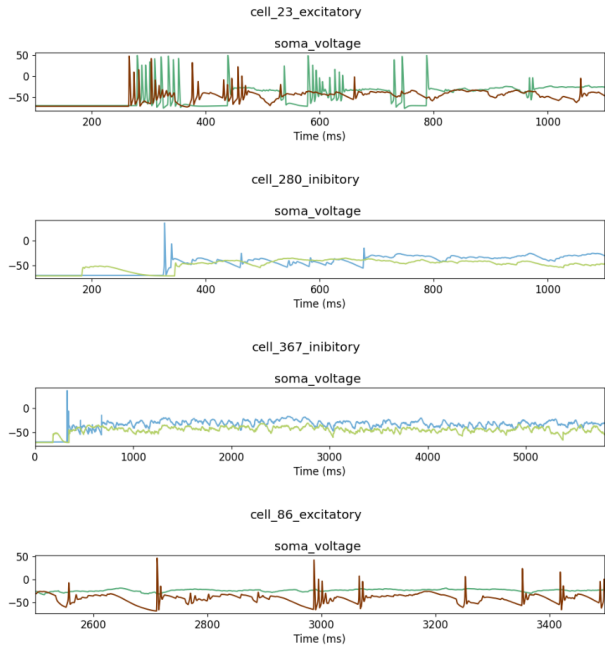 cell_23_excitatory
soma_voltage
50
0
−50
200 400 600 800 1000
Time (ms)
cell_280_inibitory
soma_voltage
0
−50
200 400 600 800 1000
Time (ms)
cell_367_inibitory
soma_voltage
0
−50
0 1000 2000 3000 4000 5000
Time (ms)
cell_86_excitatory
soma_voltage
50
0
−50
2600 2800 3000 3200 3400
Time (ms)